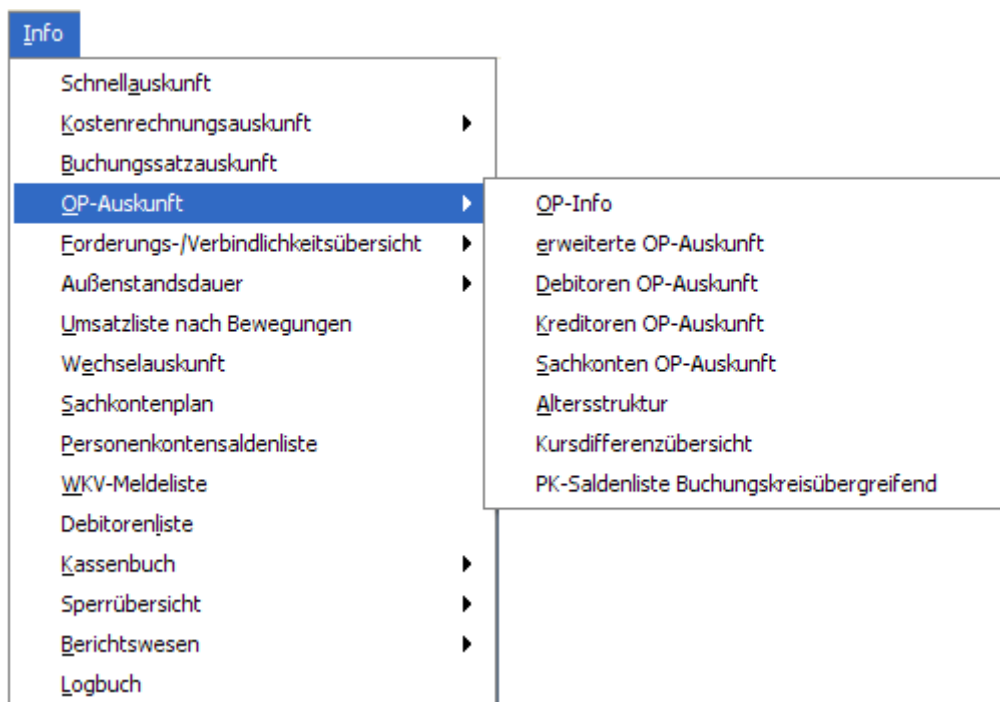 Info
Schnellauskunft
Kostenrechnungsauskunft
Buchungssatzauskunft
OP-Auskunft
Forderungs-/Verbindlichkeitsübersicht
Außenstandsdauer
Umsatzliste nach Bewegungen
Wechselauskunft
Sachkontenplan
Personenkontensaldenliste
WKV-Meldeliste
Debitorenliste
Kassenbuch
Sperrübersicht
Berichtswesen
Logbuch
OP-Info
erweiterte OP-Auskunft
Debitoren OP-Auskunft
Kreditoren OP-Auskunft
Sachkonten OP-Auskunft
Altersstruktur
Kursdifferenzübersicht
PK-Saldenliste Buchungskreisübergreifend